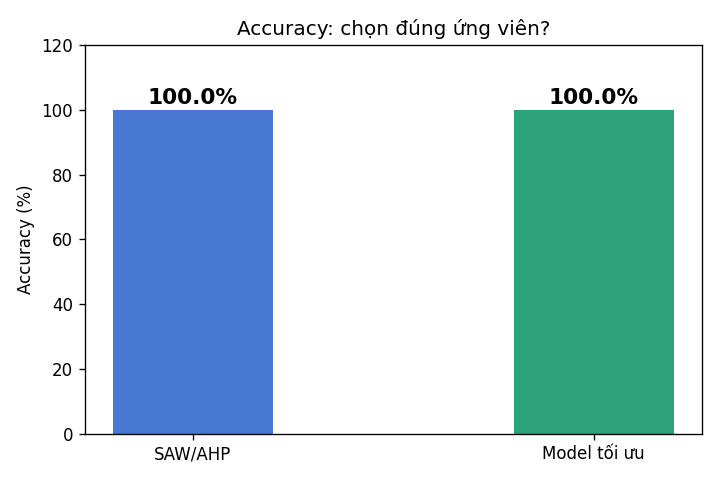 Accuracy: chọn đúng ứng viên?
120
100
80
60
40
20
0
Accuracy (%)
100.0%
100.0%
SAW/AHP
Model tối ưu